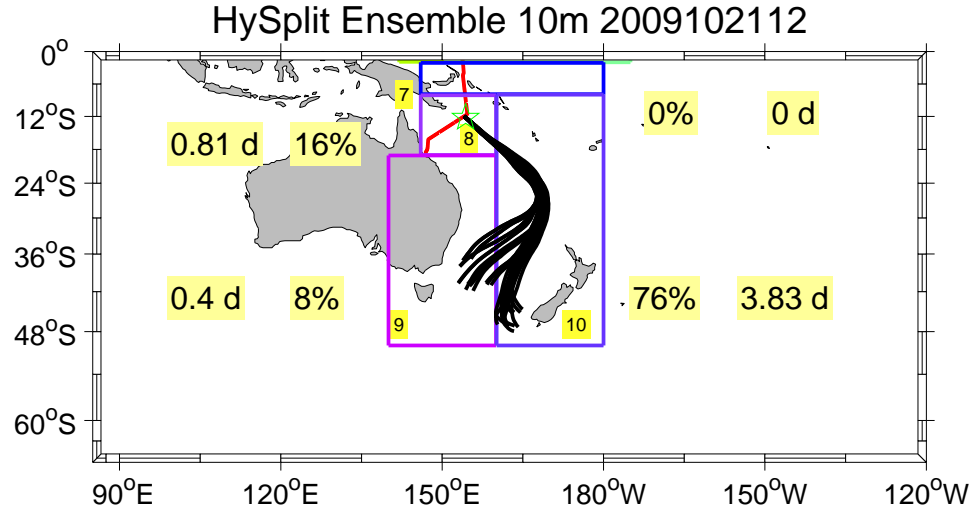 HySplit Ensemble 10m 2009102112
0°
7
12°S
0%
0 d
0.81 d
16%
8
24°S
36°S
0.4 d
8%
76%
3.83 d
9
10
48°S
60°S
90°E
120°E
150°E
180°W
150°W
120°W